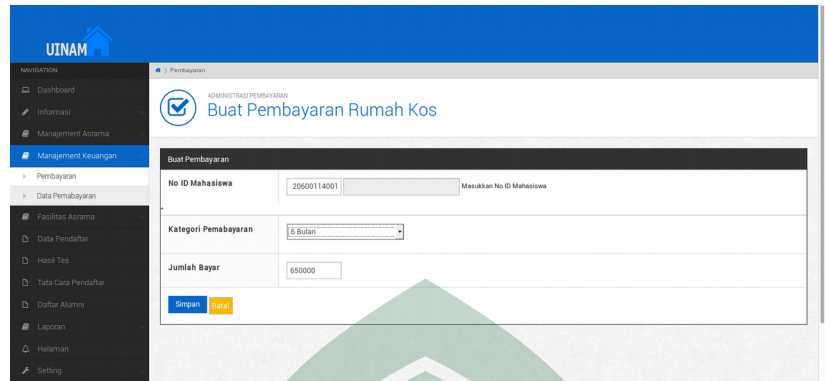 UINAM
NAVIGATION
Dashboard
Informasi
Manajement Asrama
Manajement Keuangan
Pembayaran
Data Pemabayaran
Fasilitas Asrama
Data Pendaftar
Hasil Tes
Tata Cara Pendaftar
Daftar Alumni
Laporan
Halaman
Setting
Pembayaran
ADMINISTRASI PEMBAYARAN
Buat Pembayaran Rumah Kos
Buat Pembayaran
No ID Mahasiswa 20600114001 Masukkan No ID Mahasiswa
Kategori Pemabayaran 6 Bulan
Jumlah Bayar 650000
Simpan Batal